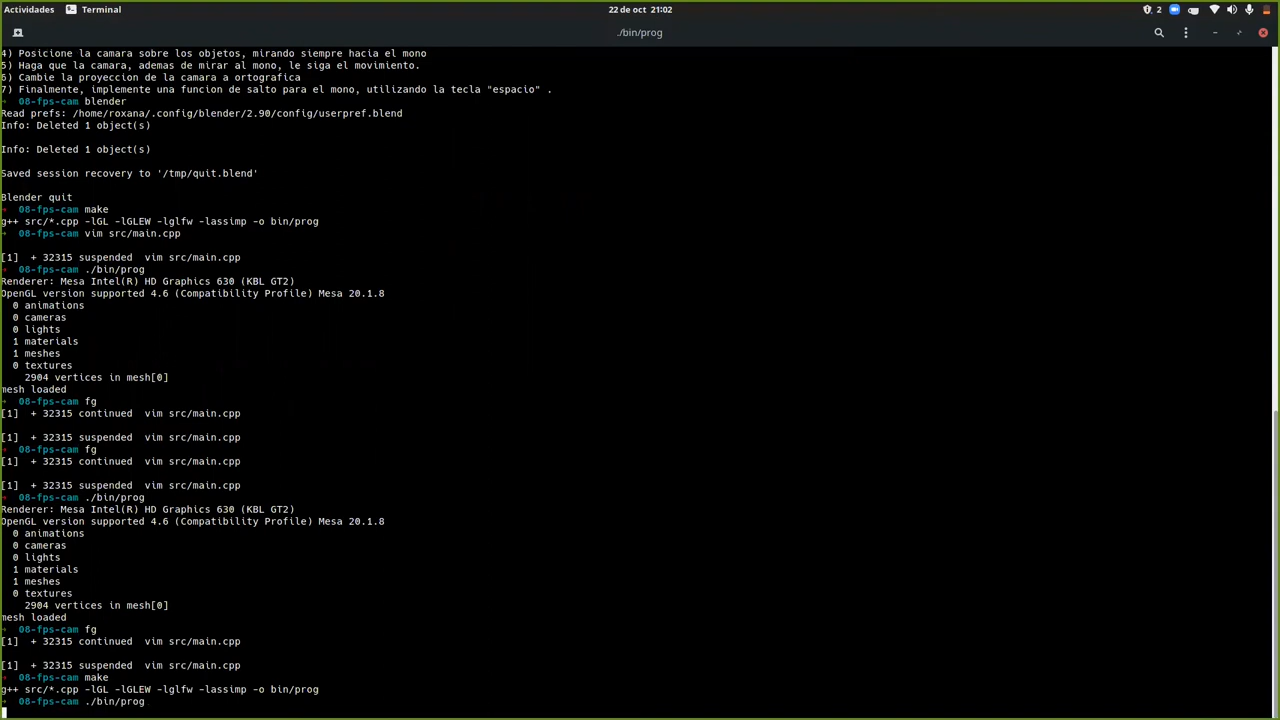 Actividades
Terminal
22 de oct 21:02
2
./bin/prog
4) Posicione la camara sobre los objetos, mirando siempre hacia el mono
5) Haga que la camara, ademas de mirar al mono, le siga el movimiento.
6) Cambie la proyeccion de la camara a ortografica
7) Finalmente, implemente una funcion de salto para el mono, utilizando la tecla "espacio" .
➜  08-fps-cam blender
Read prefs: /home/roxana/.config/blender/2.90/config/userpref.blend
Info: Deleted 1 object(s)
Info: Deleted 1 object(s)
Saved session recovery to '/tmp/quit.blend'
Blender quit
➜  08-fps-cam make
g++ src/*.cpp -lGL -lGLEW -lglfw -lassimp -o bin/prog
➜  08-fps-cam vim src/main.cpp
[1]  + 32315 suspended  vim src/main.cpp
➜  08-fps-cam ./bin/prog
Renderer: Mesa Intel(R) HD Graphics 630 (KBL GT2)
OpenGL version supported 4.6 (Compatibility Profile) Mesa 20.1.8
0 animations
0 cameras
0 lights
1 materials
1 meshes
0 textures
2904 vertices in mesh[0]
mesh loaded
➜  08-fps-cam fg
[1]  + 32315 continued  vim src/main.cpp
[1]  + 32315 suspended  vim src/main.cpp
➜  08-fps-cam fg
[1]  + 32315 continued  vim src/main.cpp
[1]  + 32315 suspended  vim src/main.cpp
➜  08-fps-cam ./bin/prog
Renderer: Mesa Intel(R) HD Graphics 630 (KBL GT2)
OpenGL version supported 4.6 (Compatibility Profile) Mesa 20.1.8
0 animations
0 cameras
0 lights
1 materials
1 meshes
0 textures
2904 vertices in mesh[0]
mesh loaded
➜  08-fps-cam fg
[1]  + 32315 continued  vim src/main.cpp
[1]  + 32315 suspended  vim src/main.cpp
➜  08-fps-cam make
g++ src/*.cpp -lGL -lGLEW -lglfw -lassimp -o bin/prog
➜  08-fps-cam ./bin/prog